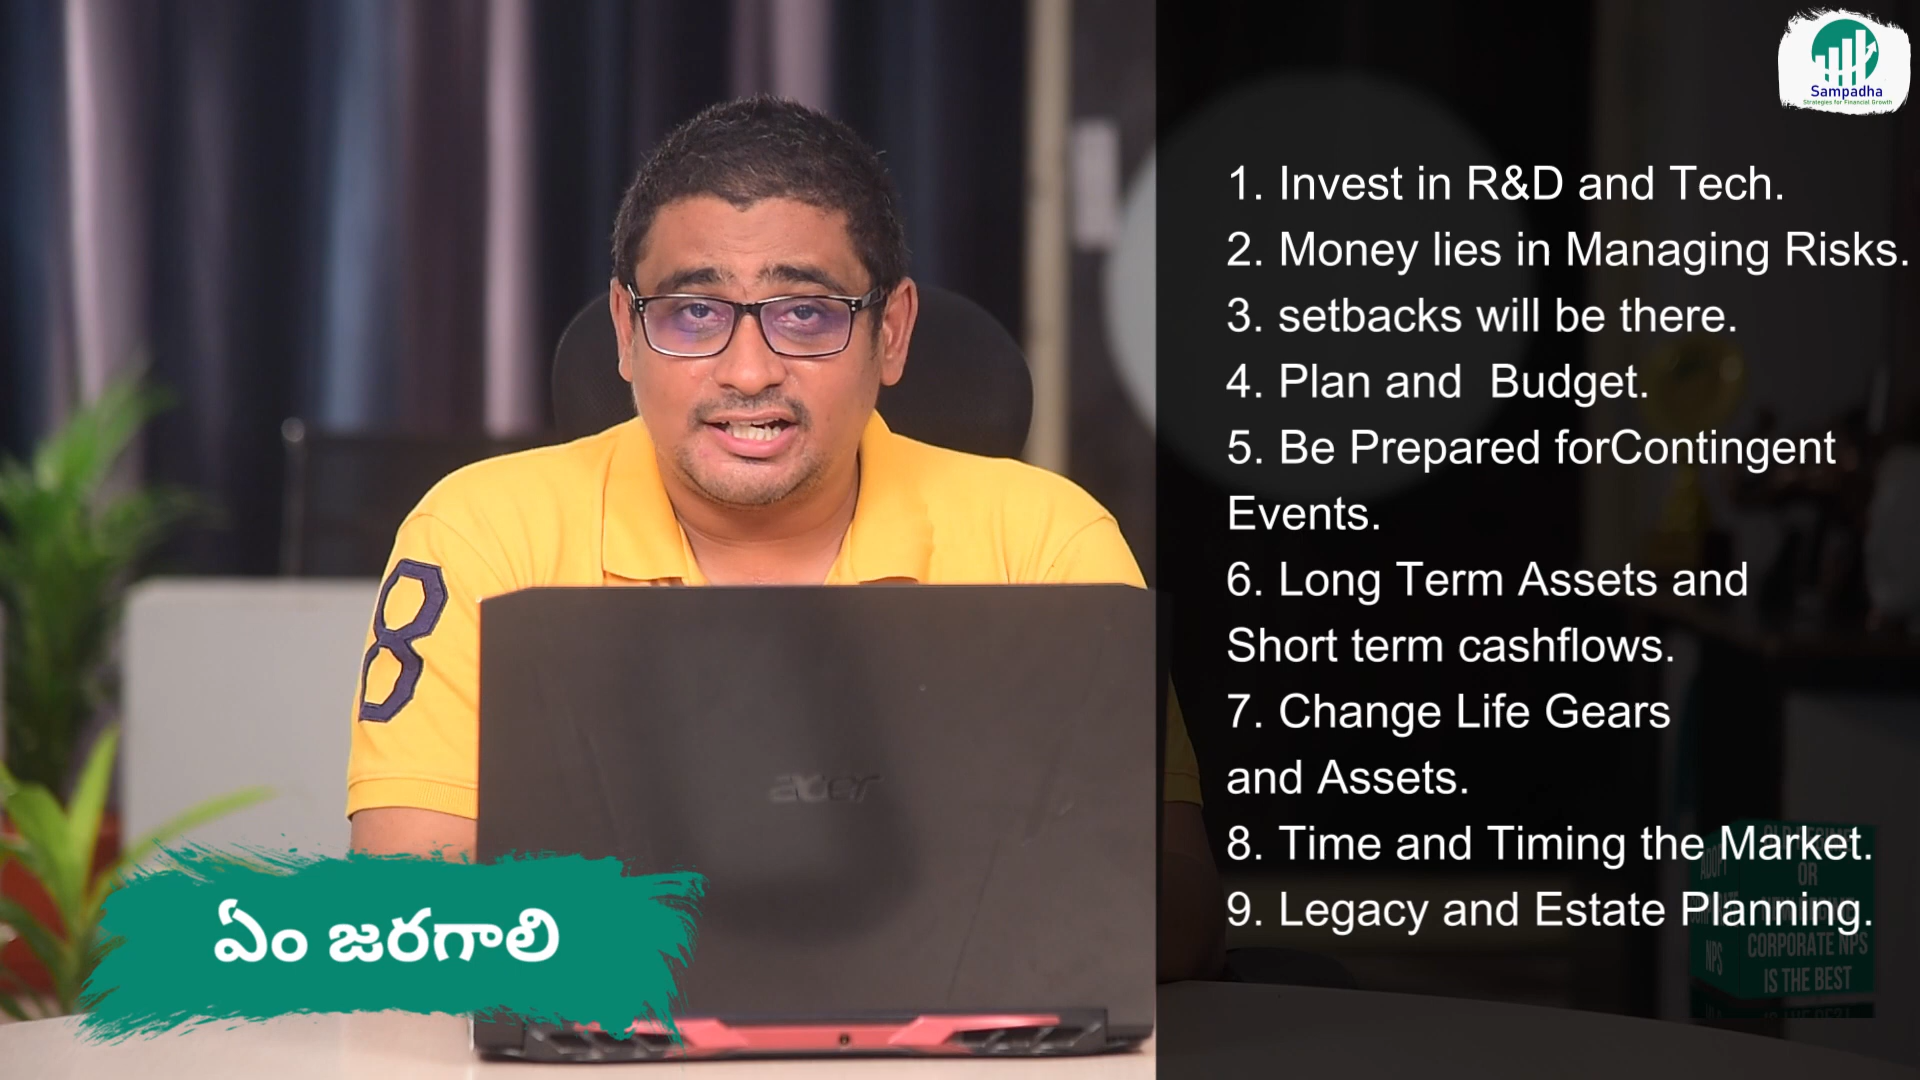 Sampadha
Strategies for Financial Growth
1. Invest in R&D and Tech.
2. Money lies in Managing Risks.
3. setbacks will be there.
4. Plan and  Budget.
5. Be Prepared forContingent
Events.
6. Long Term Assets and
Short term cashflows.
7. Change Life Gears
and Assets.
8. Time and Timing the Market.
9. Legacy and Estate Planning.
8
acer
ఏం జరగాలి
OR
CORPORATE NPS
IS THE BEST
ADOPT
NPS